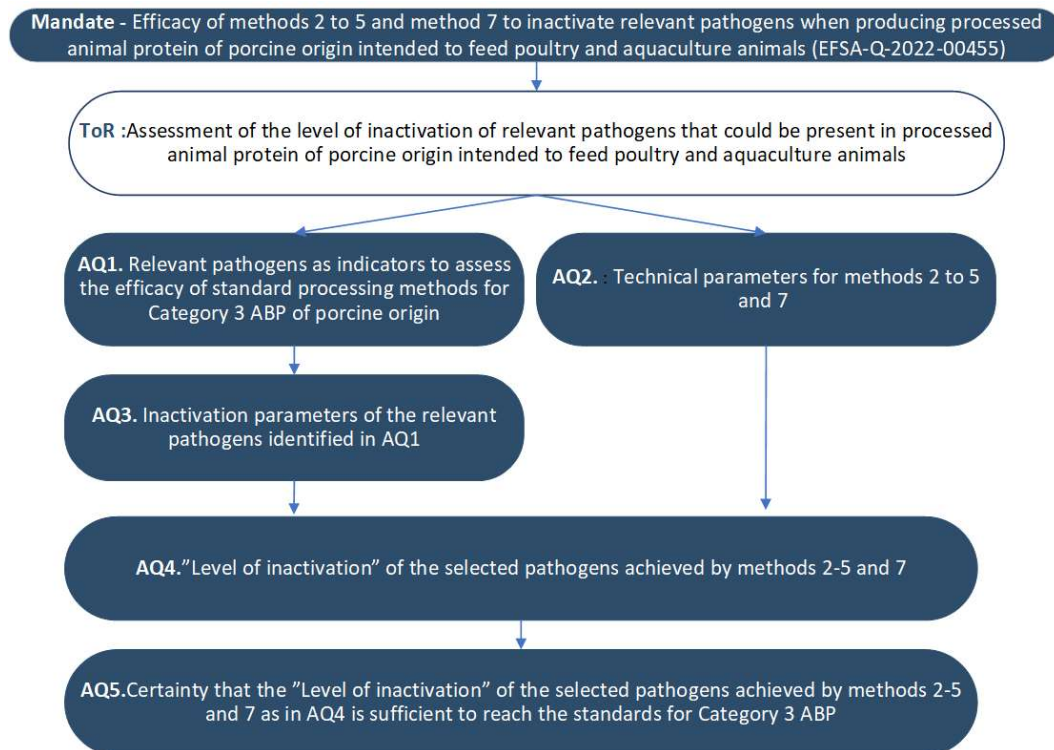 Mandate - Efficacy of methods 2 to 5 and method 7 to inactivate relevant pathogens when producing processed
animal protein of porcine origin intended to feed poultry and aquaculture animals (EFSA-Q-2022-00455)
ToR :Assessment of the level of inactivation of relevant pathogens that could be present in processed
animal protein of porcine origin intended to feed poultry and aquaculture animals
AQ1. Relevant pathogens as indicators to assess
the efficacy of standard processing methods for
Category 3 ABP of porcine origin
AQ2. : Technical parameters for methods 2 to 5
and 7
AQ3. Inactivation parameters of the relevant
pathogens identified in AQ1
AQ4.”Level of inactivation” of the selected pathogens achieved by methods 2-5 and 7
AQ5.Certainty that the ”Level of inactivation” of the selected pathogens achieved by methods 2-5
and 7 as in AQ4 is sufficient to reach the standards for Category 3 ABP